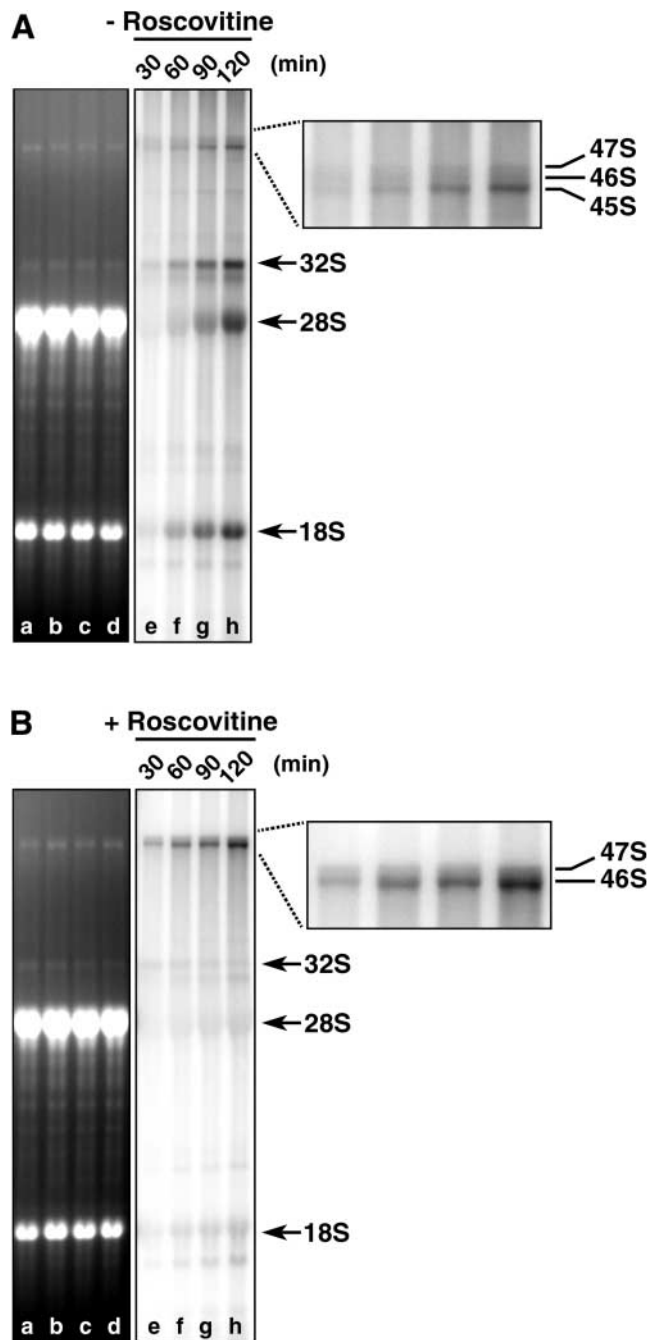 A
- Roscovitine
30 60 90 120 (min)
47S
46S
45S
32S
28S
18S
a b c d e f g h
B
+ Roscovitine
30 60 90 120 (min)
47S
46S
32S
28S
18S
a b c d e f g h